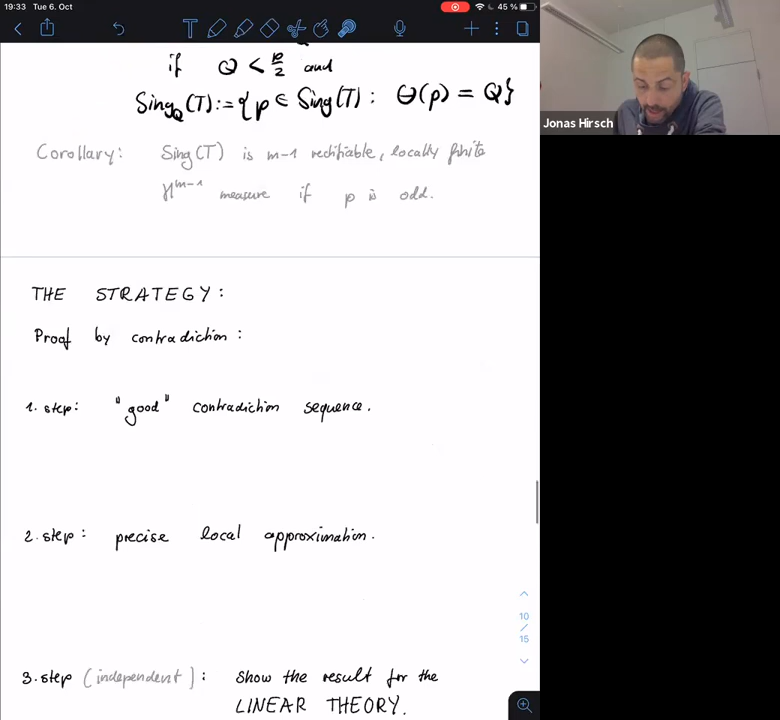 19:33 Tue 6. Oct
45 %
if Q < p/2 and
Sing_Q(T) := {p ∈ Sing(T) : Θ(p) = Q}
Corollary: Sing(T) is m-1 rectifiable, locally finite
H^{m-1} measure if p is odd.
THE STRATEGY:
Proof by contradiction:
1. step: "good" contradiction sequence.
2. step: precise local approximation.
3. step (independent): Show the result for the
LINEAR THEORY.
10
/
15
Jonas Hirsch